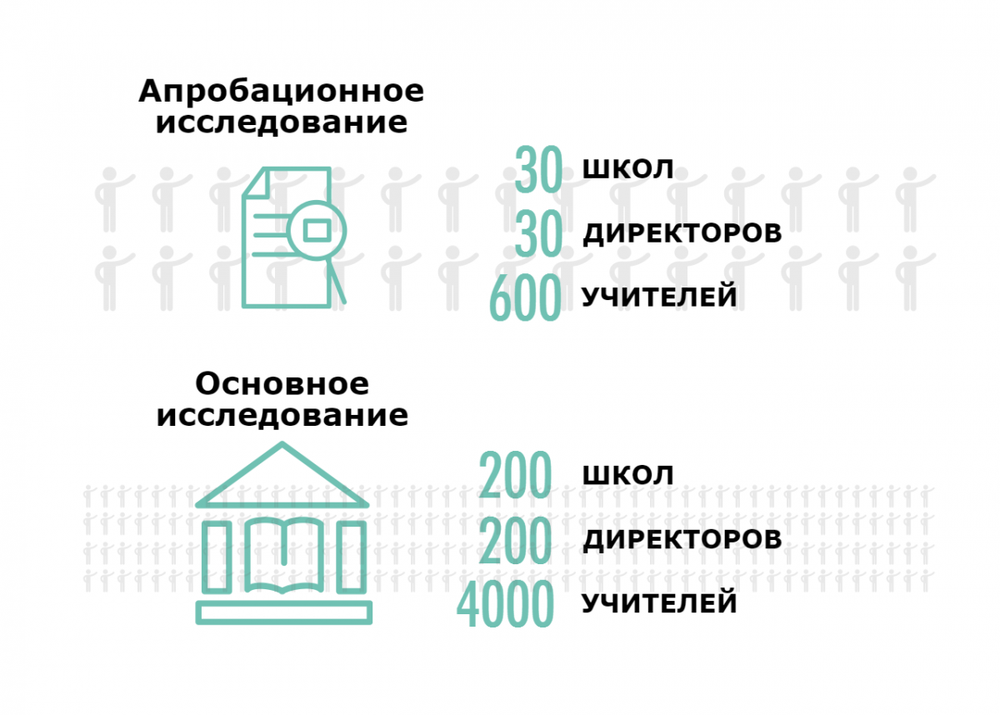 Апробационное
исследование
30 ШКОЛ
30 ДИРЕКТОРОВ
600 УЧИТЕЛЕЙ
Основное
исследование
200 ШКОЛ
200 ДИРЕКТОРОВ
4000 УЧИТЕЛЕЙ